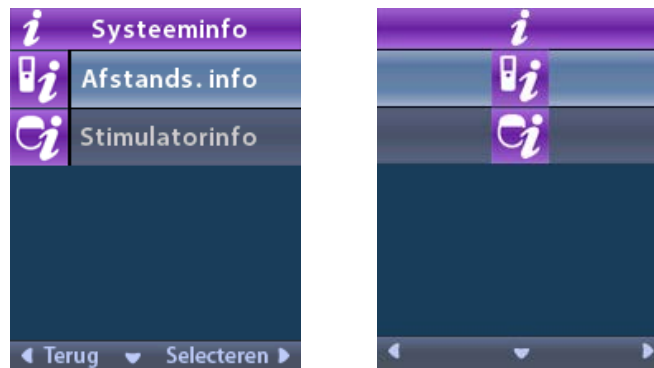 Systeeminfo
Afstands.info
Stimulatorinfo
Terug Selecteren